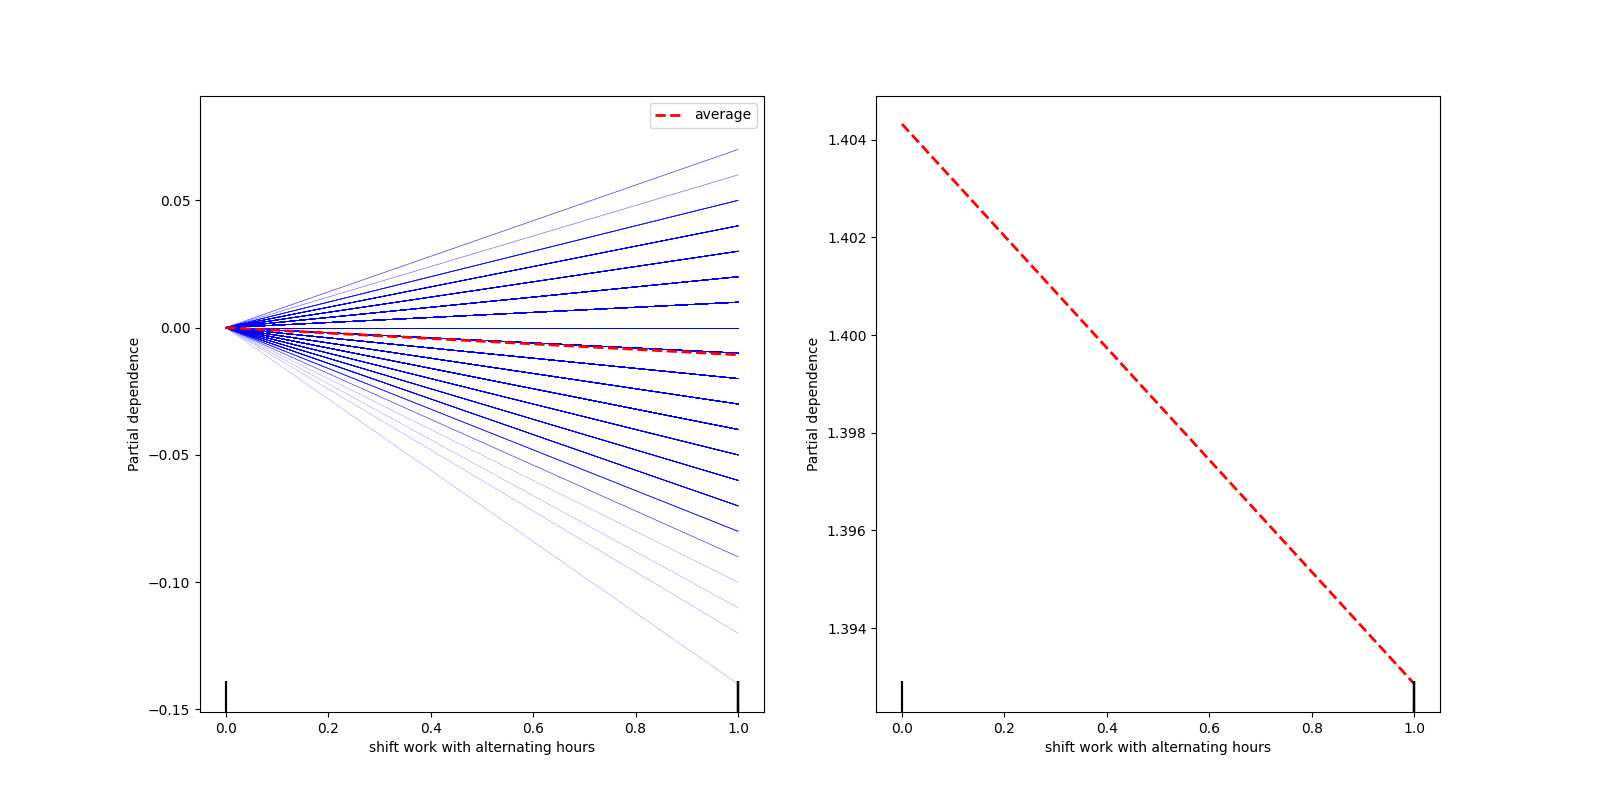 average
0.05
0.00
−0.05
−0.10
−0.15
Partial dependence
0.0 0.2 0.4 0.6 0.8 1.0
shift work with alternating hours
1.404
1.402
1.400
1.398
1.396
1.394
Partial dependence
0.0 0.2 0.4 0.6 0.8 1.0
shift work with alternating hours